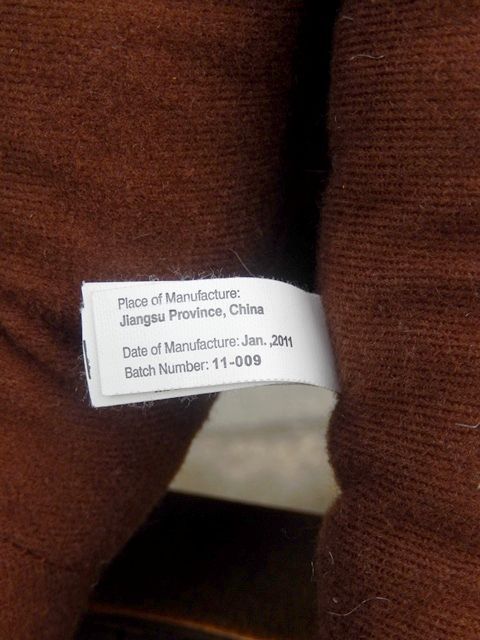 Place of Manufacture:
Jiangsu Province, China
Date of Manufacture: Jan. ,2011
Batch Number: 11-009